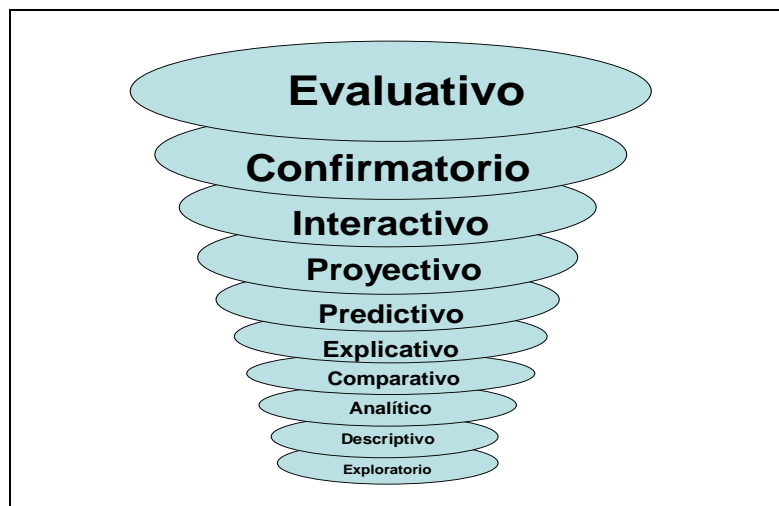 Evaluativo
Confirmatorio
Interactivo
Proyectivo
Predictivo
Explicativo
Comparativo
Analítico
Descriptivo
Exploratorio